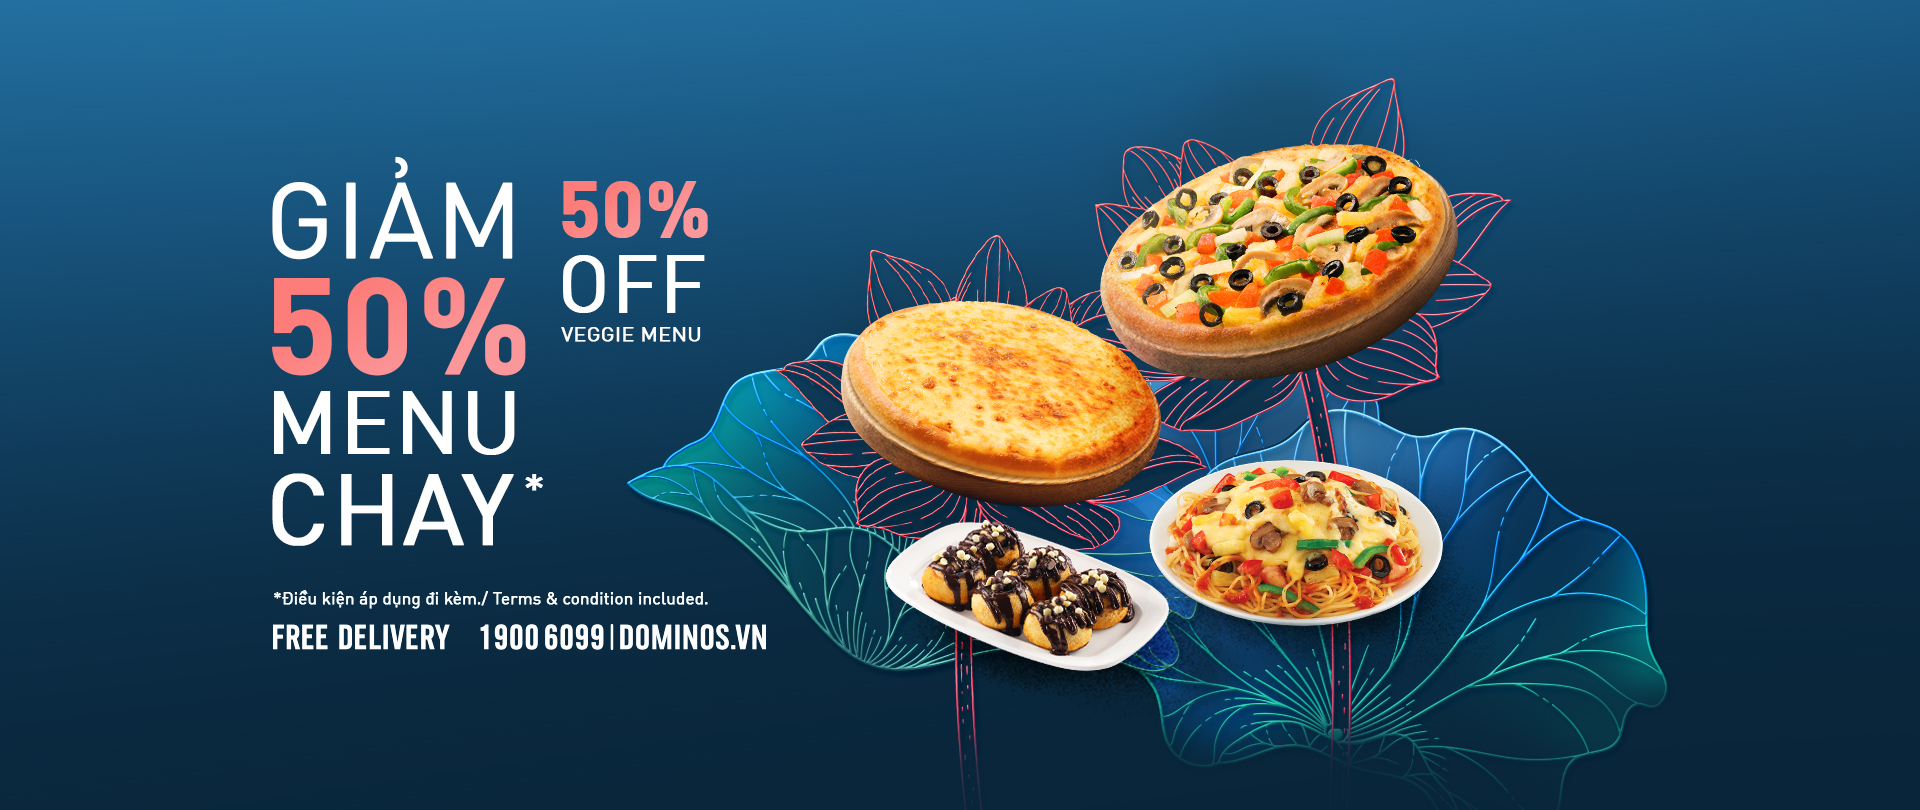 GIẢM
50%
MENU
CHAY*
50%
OFF
VEGGIE MENU
*Điều kiện áp dụng đi kèm./ Terms & condition included.
FREE DELIVERY 1900 6099 | DOMINOS.VN